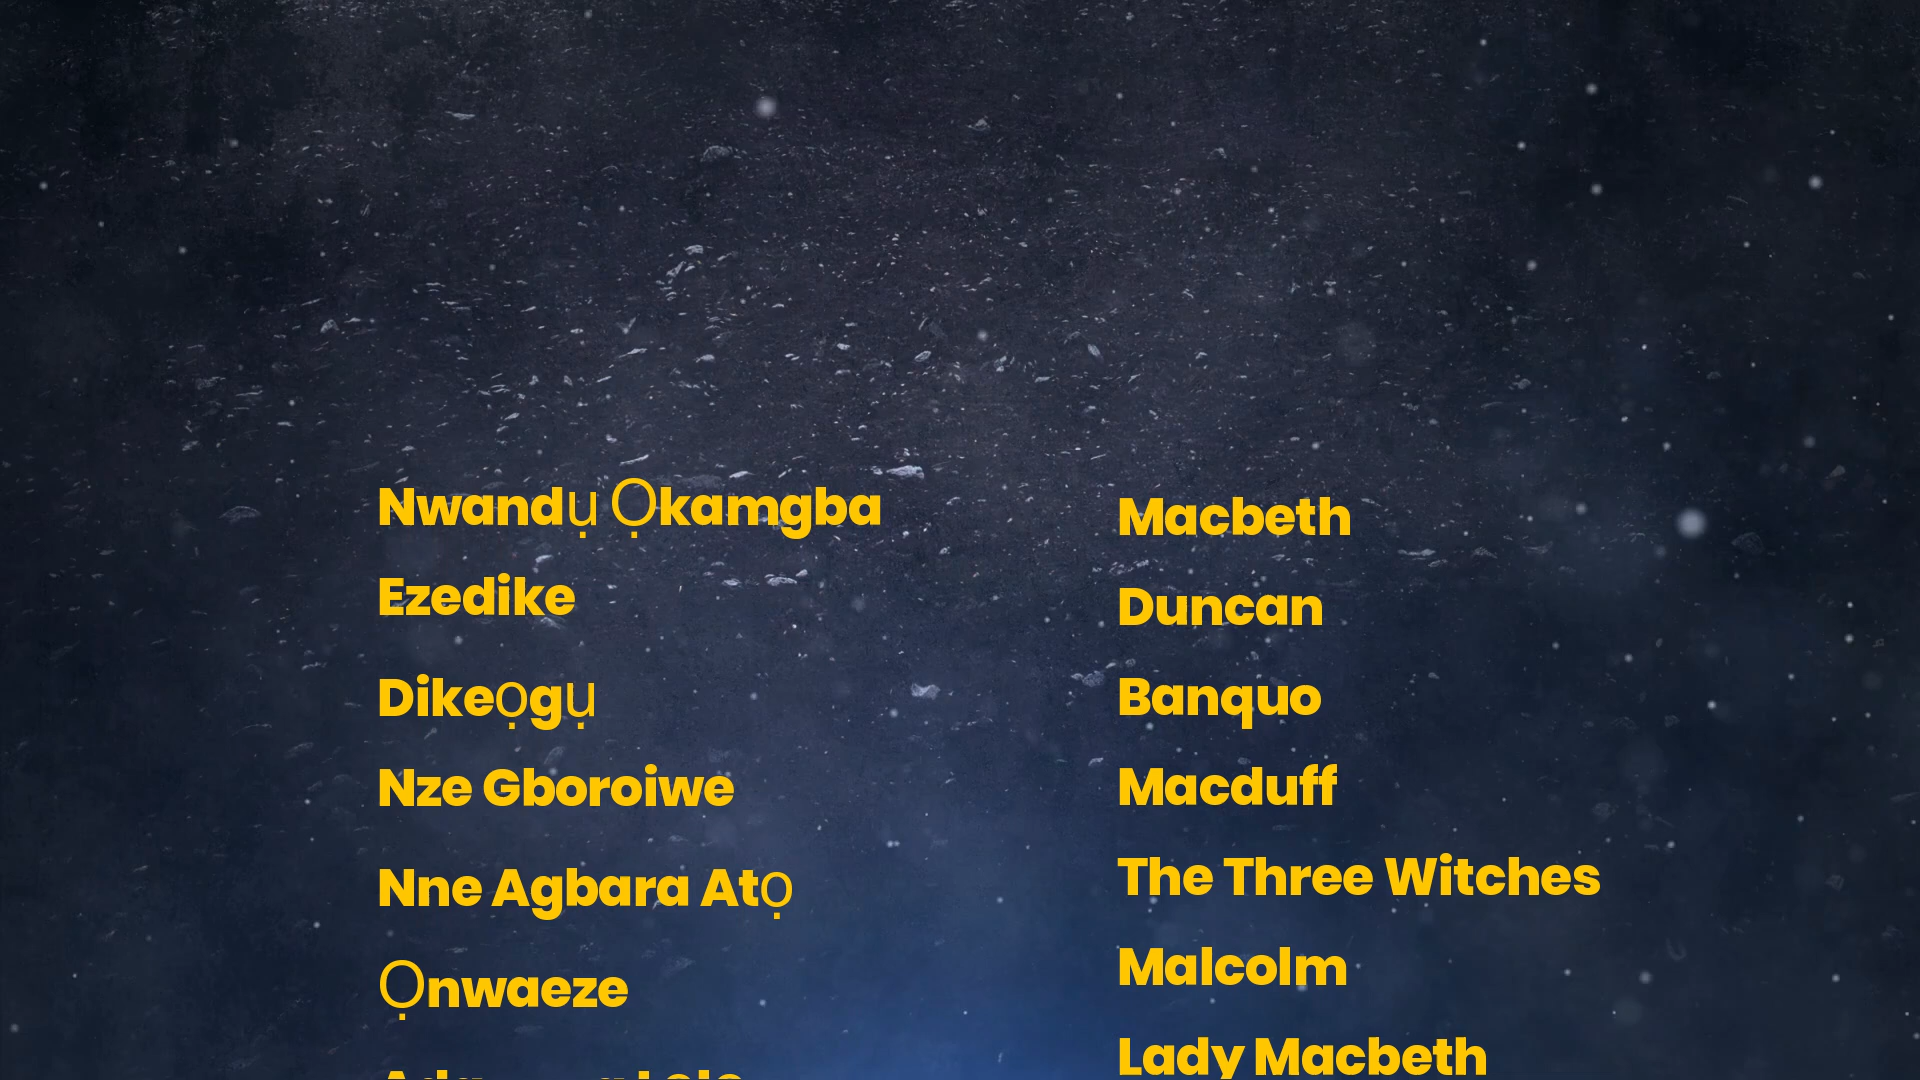 Nwandụ Ọkamgba
Ezedike
Dikeọgụ
Nze Gboroiwe
Nne Agbara Atọ
Ọnwaeze
Macbeth
Duncan
Banquo
Macduff
The Three Witches
Malcolm
Lady Macbeth